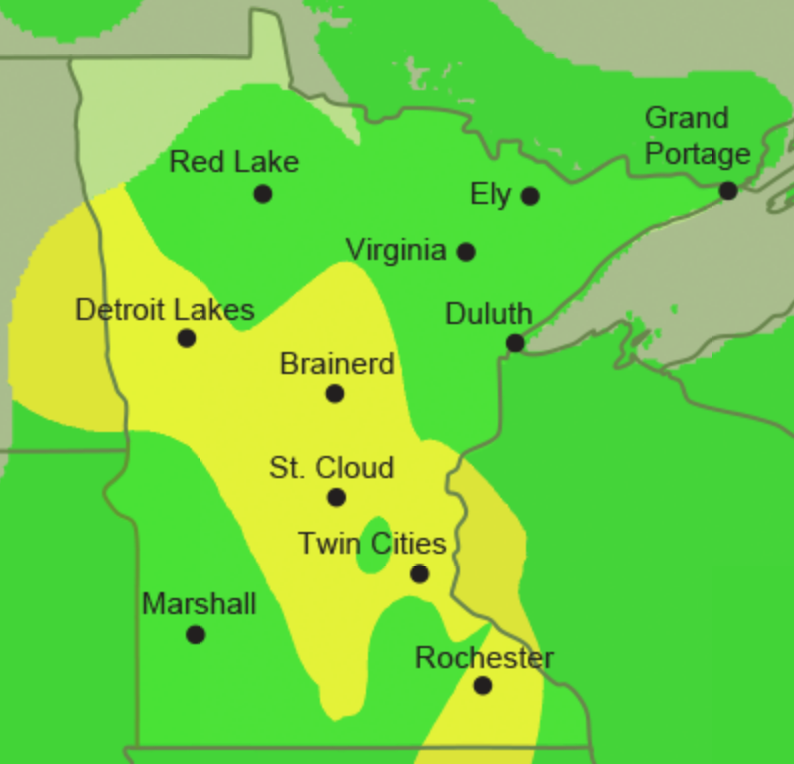 Grand
Portage
Red Lake
Ely
Virginia
Detroit Lakes
Duluth
Brainerd
St. Cloud
Twin Cities
Marshall
Rochester